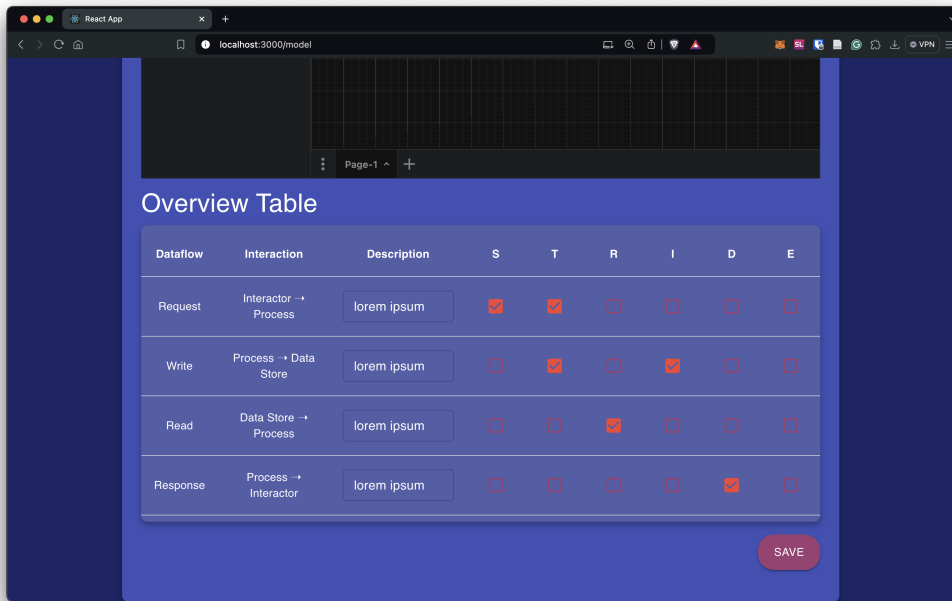 React App
localhost:3000/model
SL
VPN
Page-1
Overview Table
Dataflow Interaction Description S T R I D E
Request Interactor → Process lorem ipsum
Write Process → Data Store lorem ipsum
Read Data Store → Process lorem ipsum
Response Process → Interactor lorem ipsum
SAVE